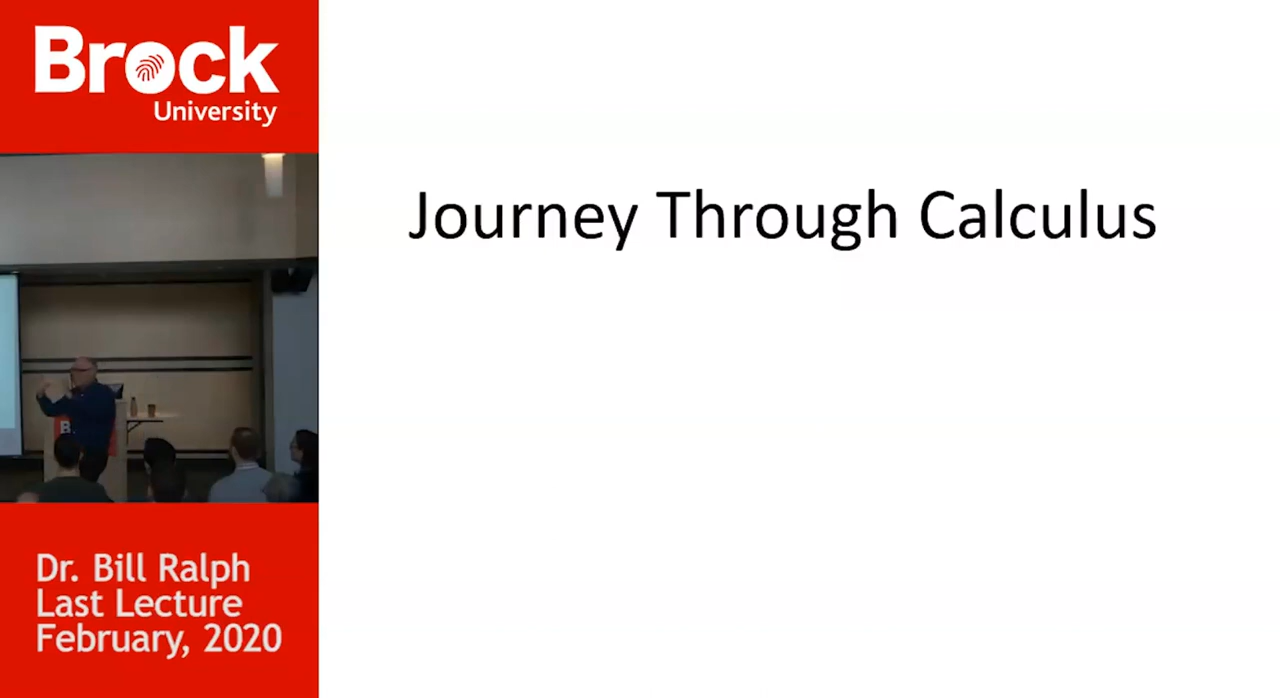 Brock
University
Journey Through Calculus
B
Dr. Bill Ralph
Last Lecture
February, 2020